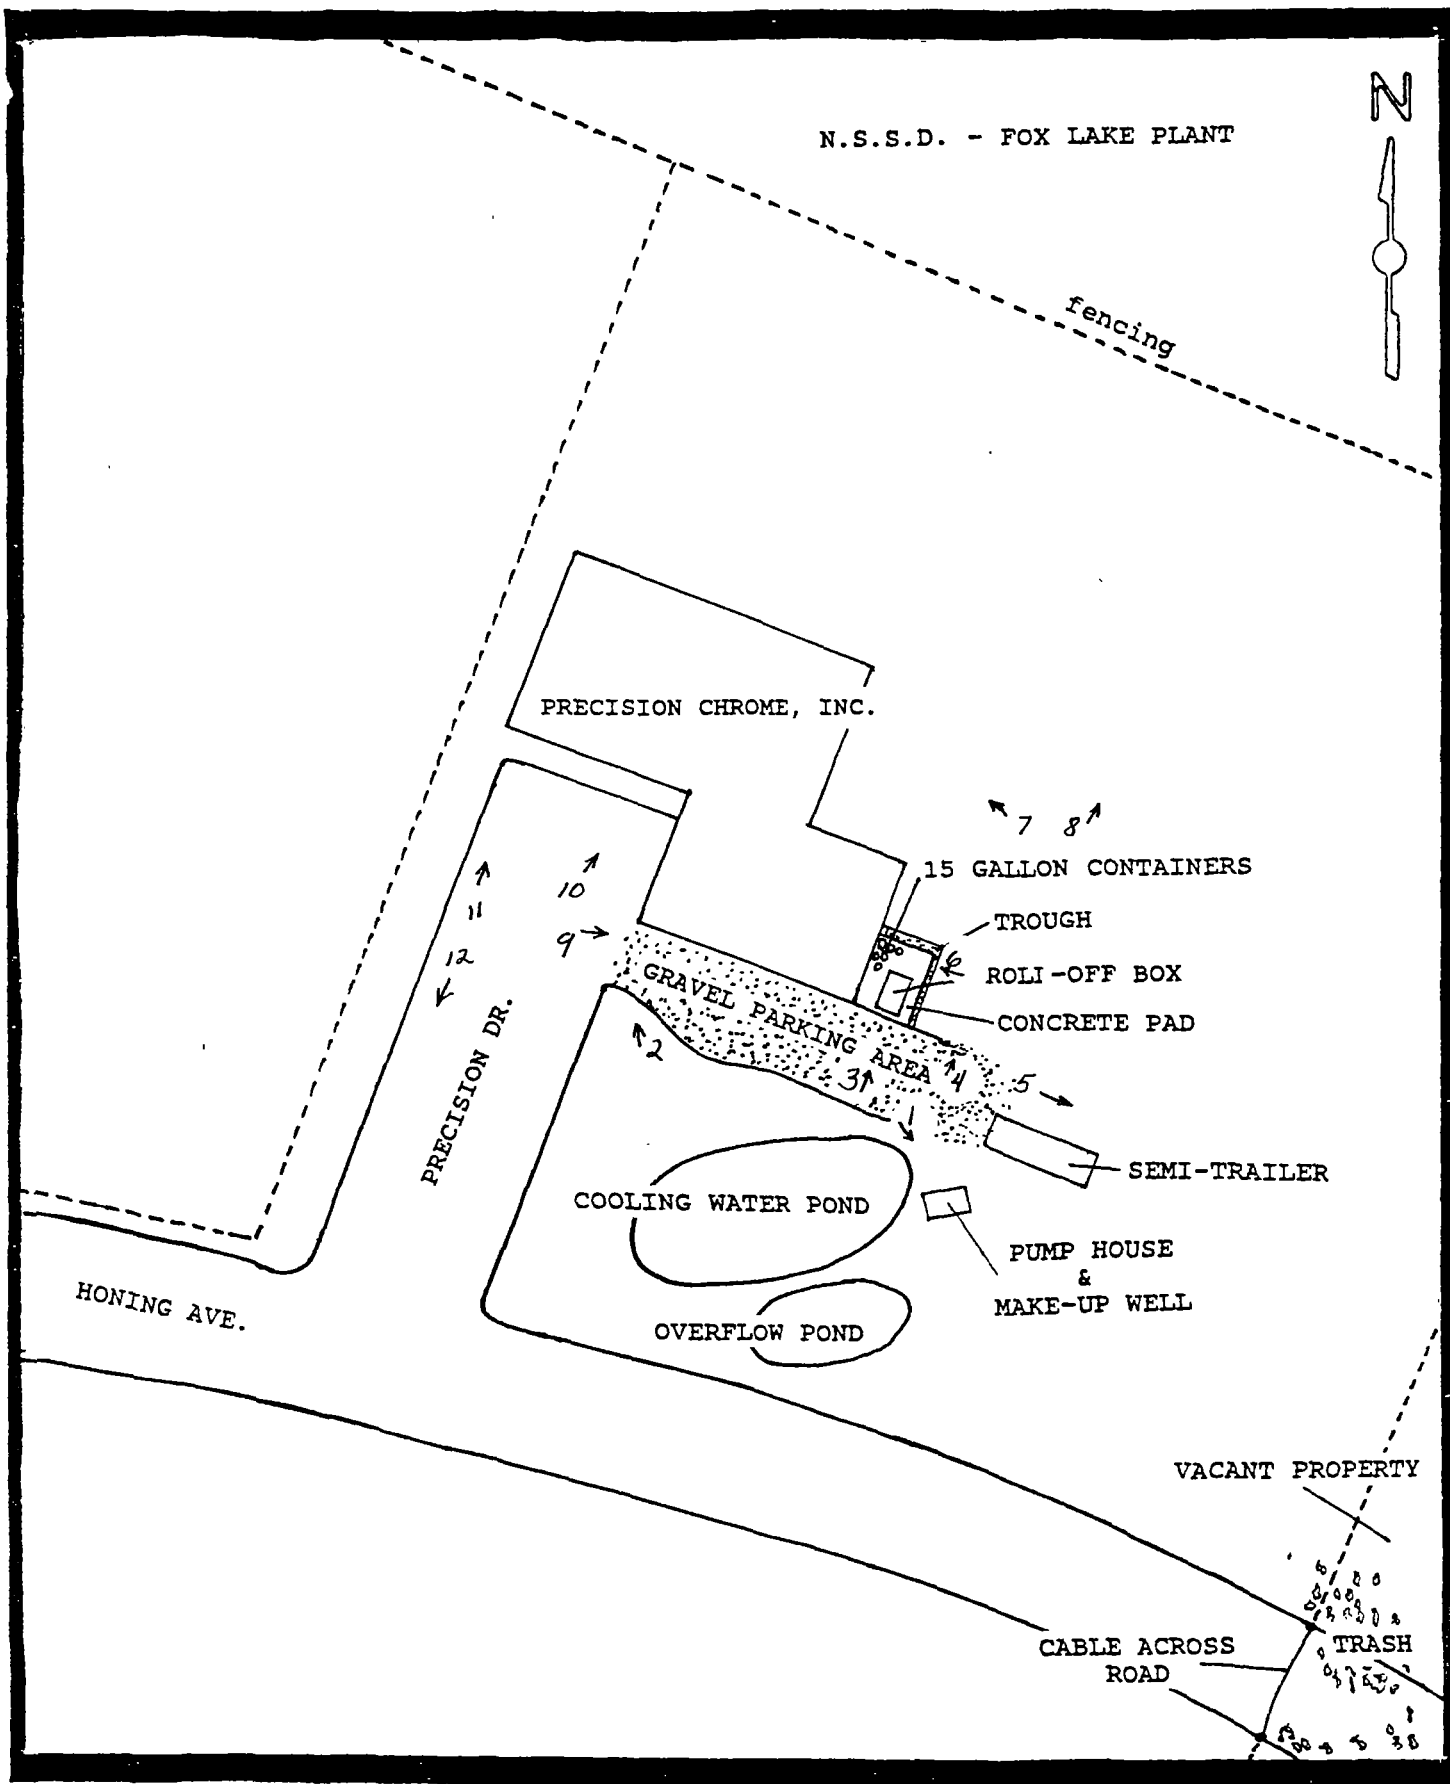 N
N.S.S.D. - FOX LAKE PLANT
fencing
PRECISION CHROME, INC.
7 8
15 GALLON CONTAINERS
10
11
TROUGH
9
12
6
ROLI-OFF BOX
GRAVEL PARKING AREA
CONCRETE PAD
2
3
4
5
PRECISION DR.
SEMI-TRAILER
COOLING WATER POND
PUMP HOUSE
&
MAKE-UP WELL
HONING AVE.
OVERFLOW POND
VACANT PROPERTY
CABLE ACROSS
ROAD
TRASH